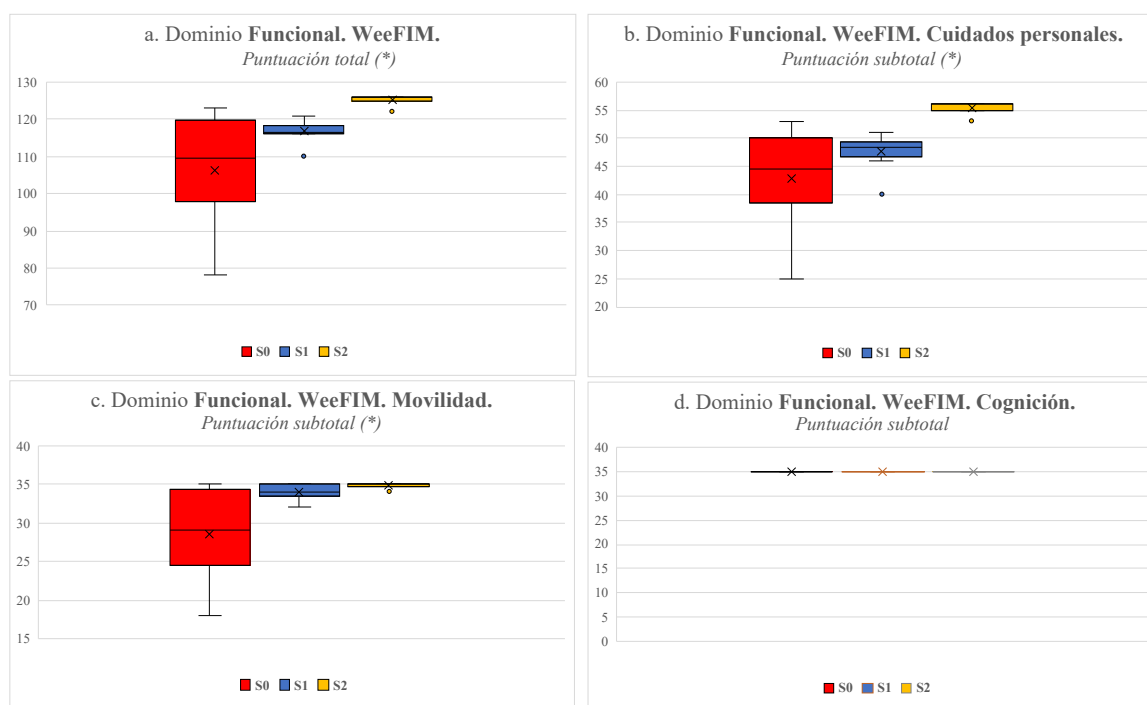 a. Dominio Funcional. WeeFIM.
Puntuación total (*)
130
120
110
100
90
80
70
S0 S1 S2
b. Dominio Funcional. WeeFIM. Cuidados personales.
Puntuación subtotal (*)
60
55
50
45
40
35
30
25
20
S0 S1 S2
c. Dominio Funcional. WeeFIM. Movilidad.
Puntuación subtotal (*)
40
35
30
25
20
15
S0 S1 S2
d. Dominio Funcional. WeeFIM. Cognición.
Puntuación subtotal
40
35
30
25
20
15
10
5
0
S0 S1 S2